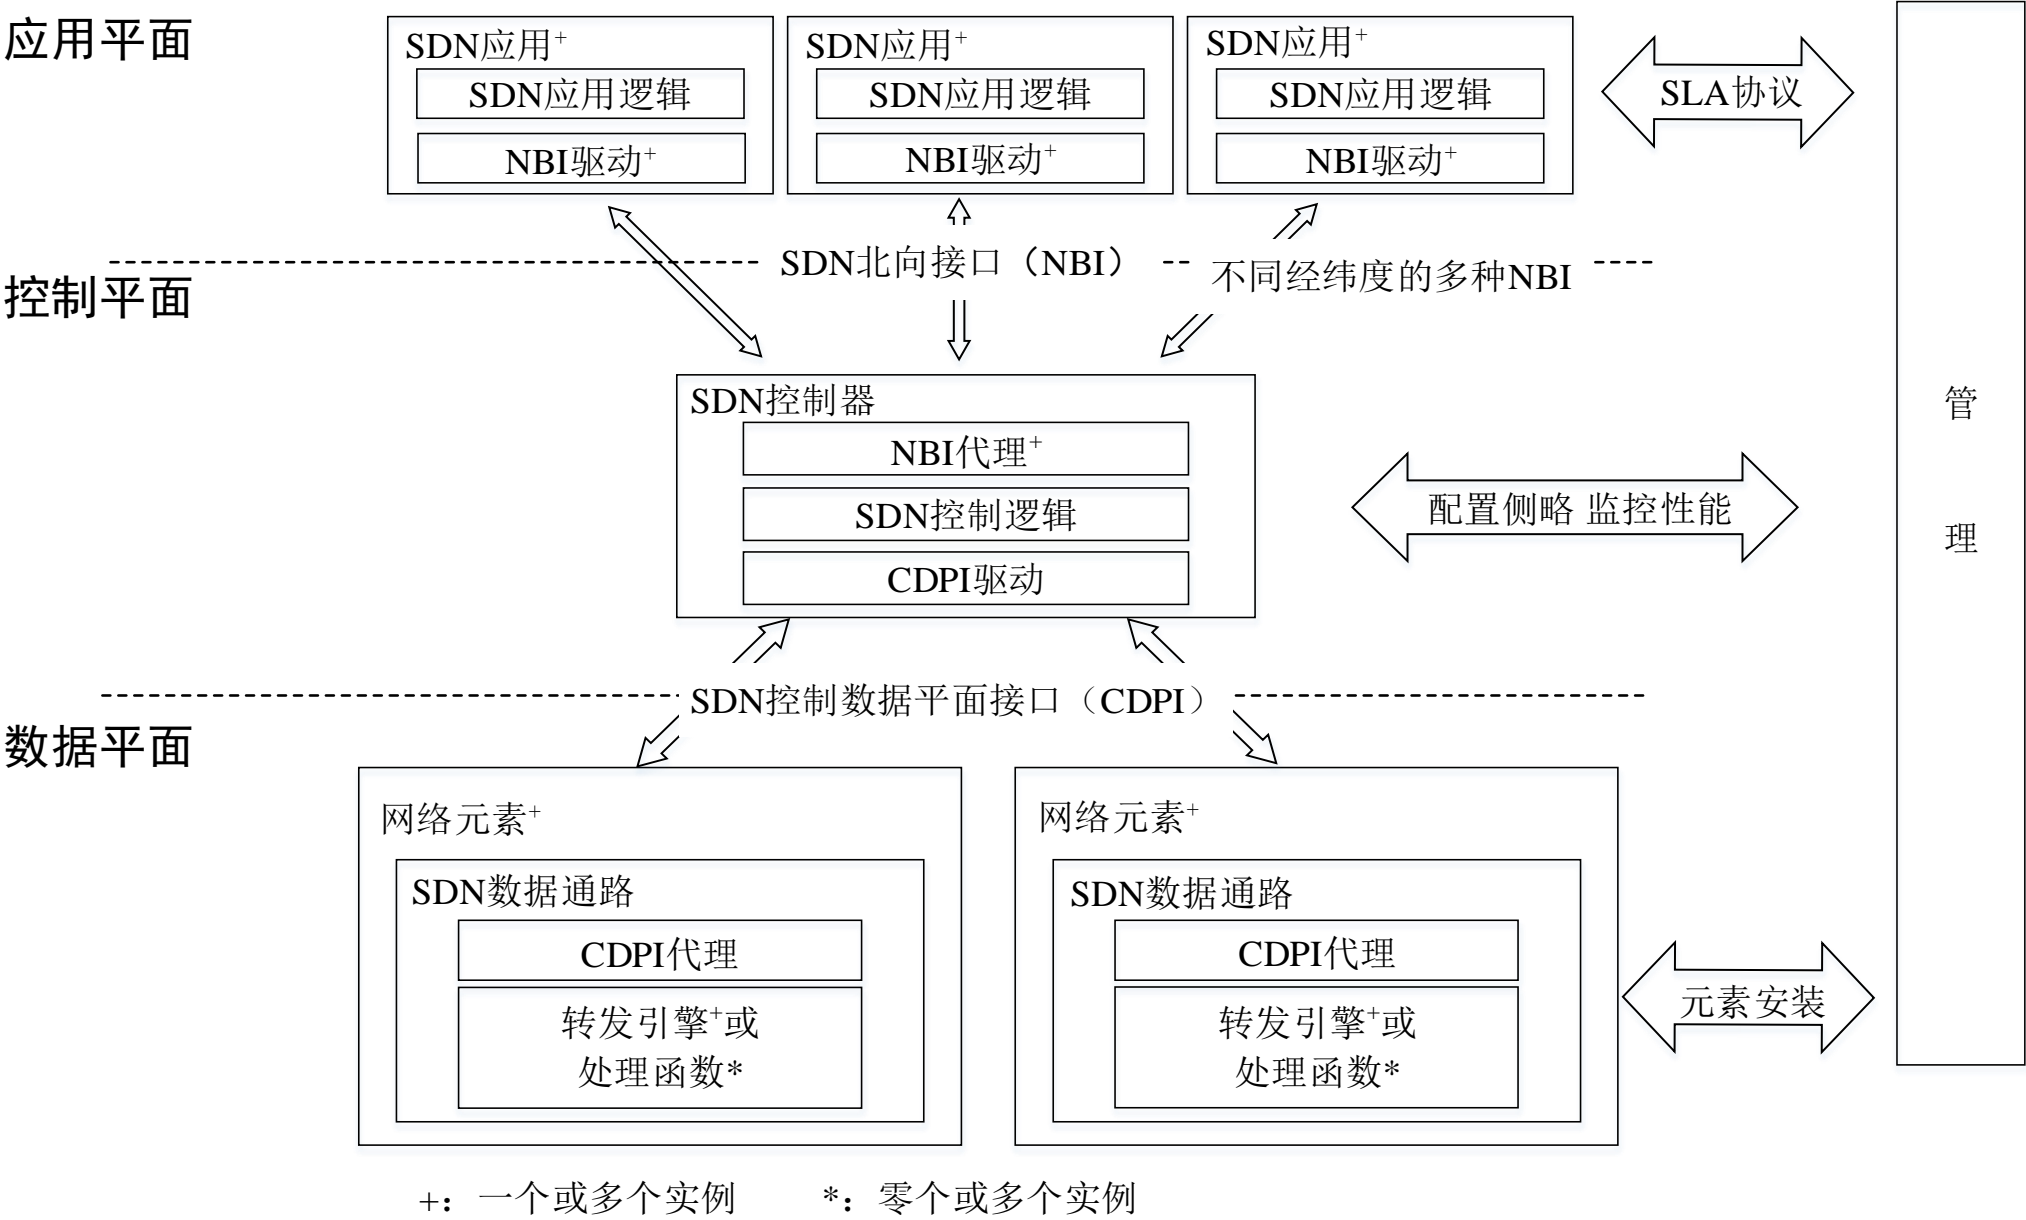 应用平面
SDN应用+
SDN应用逻辑
NBI驱动+
SDN应用+
SDN应用逻辑
NBI驱动+
SDN应用+
SDN应用逻辑
NBI驱动+
SLA协议
SDN北向接口（NBI）
不同经纬度的多种NBI
控制平面
SDN控制器
NBI代理+
SDN控制逻辑
CDPI驱动
配置侧略 监控性能
管
理
SDN控制数据平面接口（CDPI）
数据平面
网络元素+
SDN数据通路
CDPI代理
转发引擎+或
处理函数*
网络元素+
SDN数据通路
CDPI代理
转发引擎+或
处理函数*
元素安装
+：一个或多个实例 *：零个或多个实例